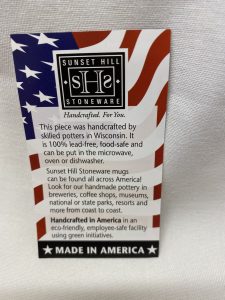 SUNSET HILL
SHS
STONEWARE
Handcrafted. For You.
This piece was handcrafted by
skilled potters in Wisconsin. It
is 100% lead-free, food-safe and
can be put in the microwave,
oven or dishwasher.
Sunset Hill Stoneware mugs
can be found all across America!
Look for our handmade pottery in
breweries, coffee shops, museums,
national or state parks, resorts and
more from coast to coast.
Handcrafted in America in an
eco-friendly, employee-safe facility
using green initiatives.
★ MADE IN AMERICA ★